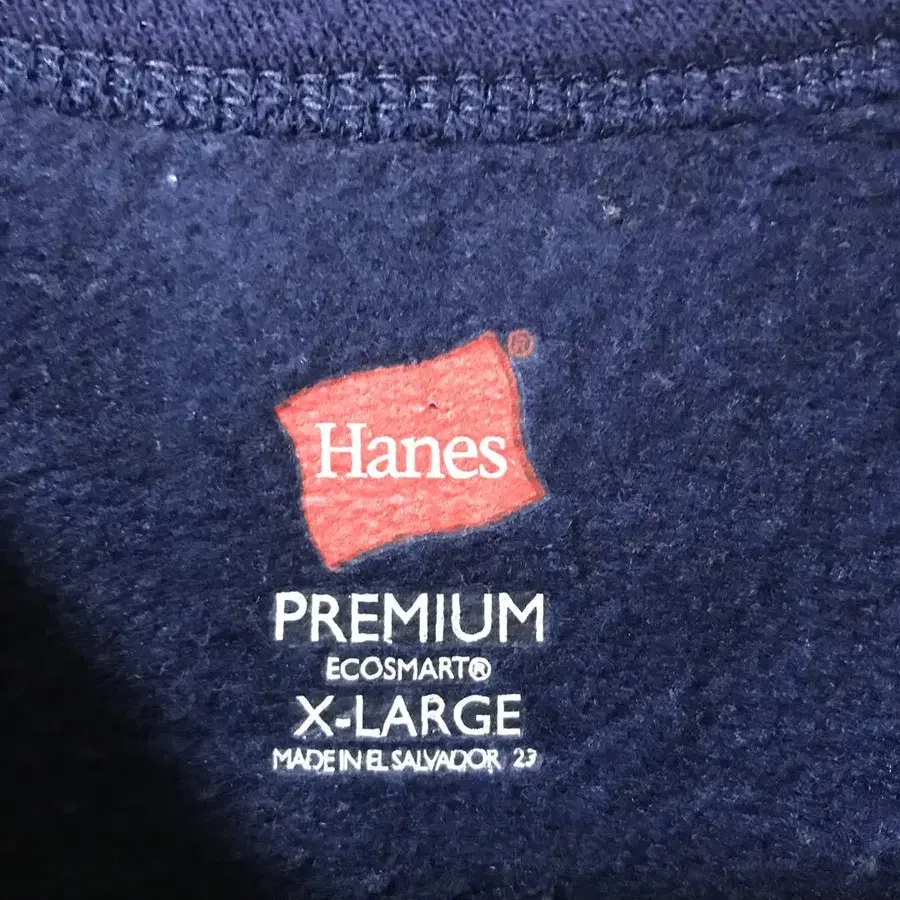 ®
Hanes
PREMIUM
ECOSMART®
X-LARGE
MADE IN EL SALVADOR 23